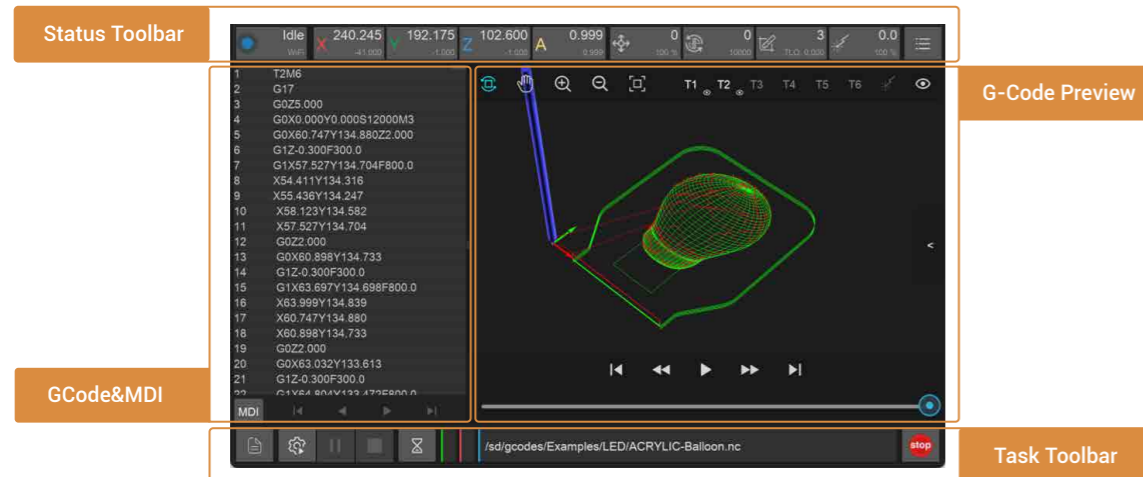 Status Toolbar
Idle 240.245 192.175 102.600 0.999 0 0 3 0.0
WiFi X -41.000 Y -1.000 Z -1.000 A 0.999 100 % 10000 TLO: 0.000 100 %
G-Code Preview
T1 T2 T3 T4 T5 T6
1 T2M6
2 G17
3 G0Z5.000
4 G0X0.000Y0.000S12000M3
5 G0X60.747Y134.880Z2.000
6 G1Z-0.300F300.0
7 G1X57.527Y134.704F800.0
8 X54.411Y134.316
9 X55.436Y134.247
10 X58.123Y134.582
11 X57.527Y134.704
12 G0Z2.000
13 G0X60.898Y134.733
14 G1Z-0.300F300.0
15 G1X63.697Y134.698F800.0
16 X63.999Y134.839
17 X60.747Y134.880
18 X60.898Y134.733
19 G0Z2.000
20 G0X63.032Y133.613
21 G1Z-0.300F300.0
22 G1X64.804Y133.472F800.0
<
GCode&MDI
MDI
/sd/gcodes/Examples/LED/ACRYLIC-Balloon.nc
stop
Task Toolbar